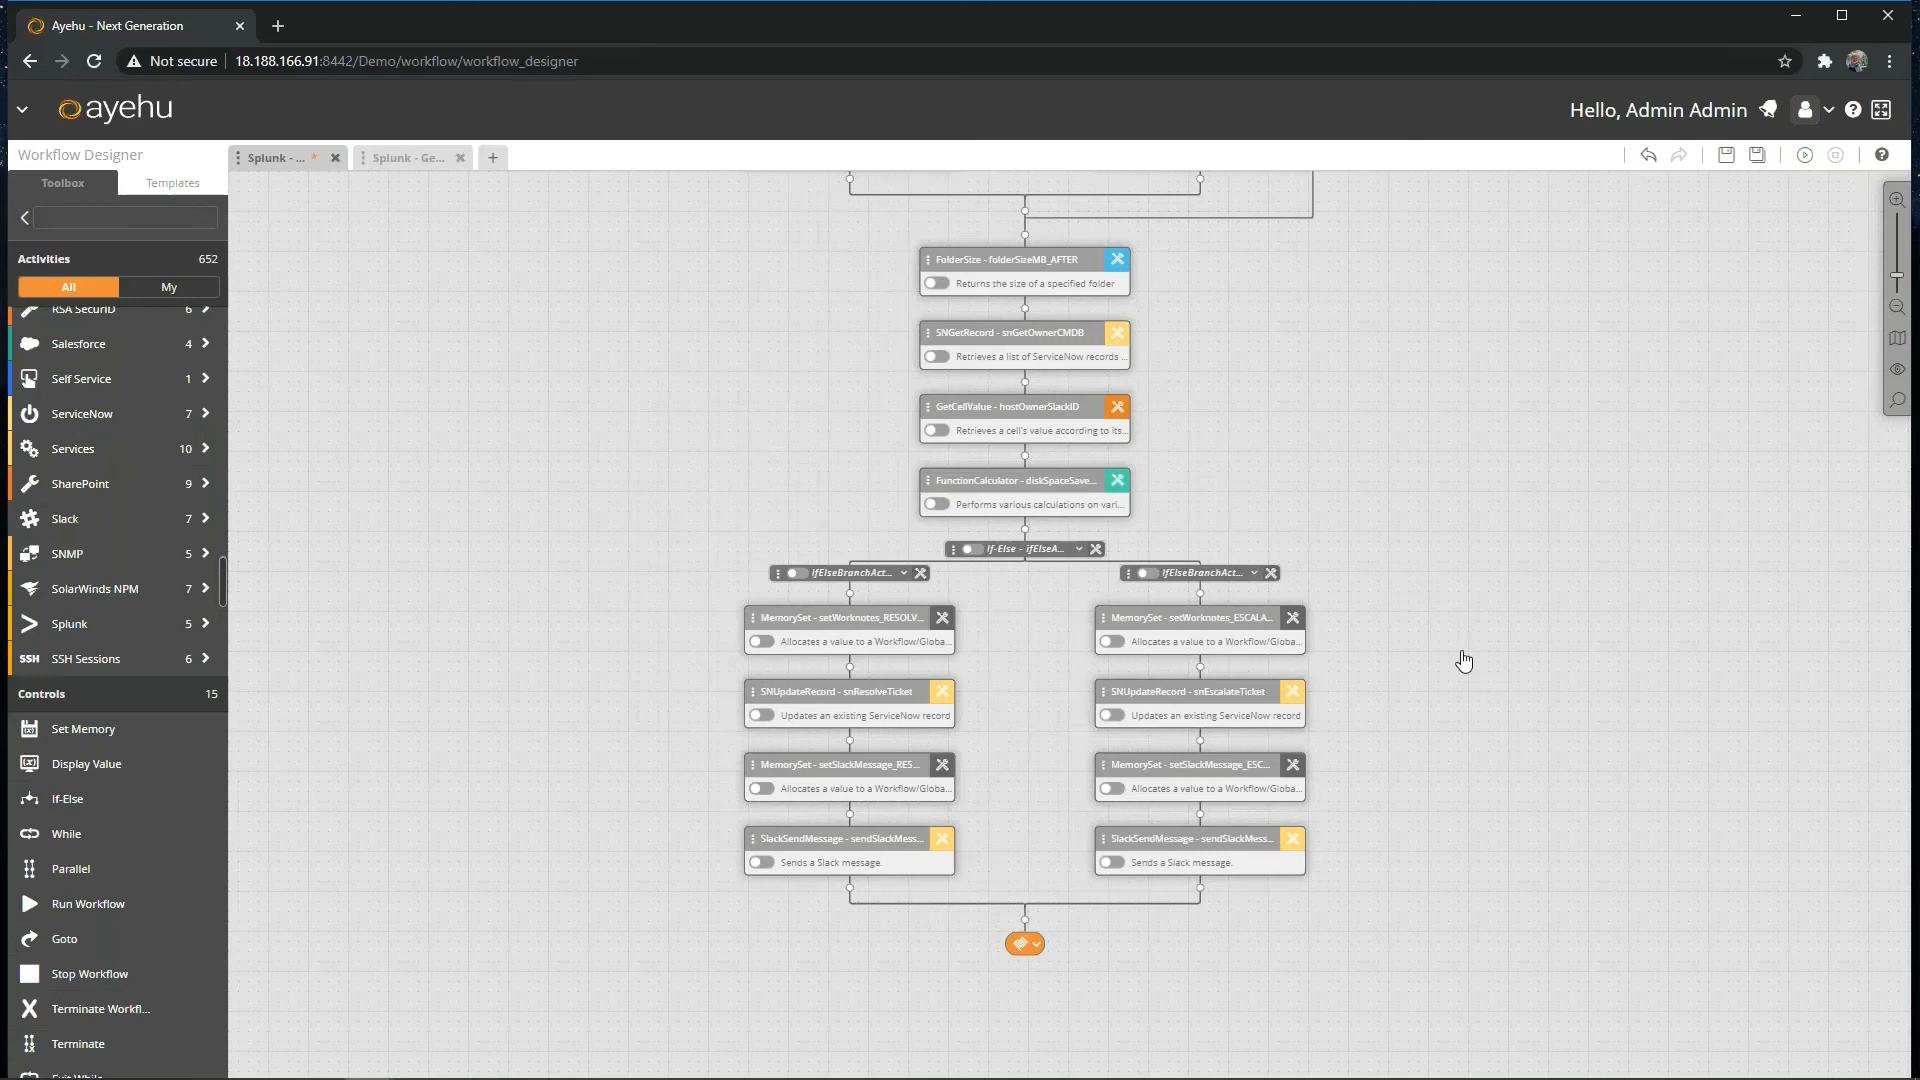 Ayehu - Next Generation
Not secure
18.188.166.91:8442/Demo/workflow/workflow_designer
ayehu
Hello, Admin Admin
Workflow Designer
Splunk - ... *
Splunk - Ge...
Toolbox
Templates
Activities 652
All
My
RSA SecurID 6
Salesforce 4
Self Service 1
ServiceNow 7
Services 10
SharePoint 9
Slack 7
SNMP 5
SolarWinds NPM 7
Splunk 5
SSH SSH Sessions 6
Controls 15
Set Memory
Display Value
If-Else
While
Parallel
Run Workflow
Goto
Stop Workflow
Terminate Workfl...
Terminate
Exit While
FolderSize - folderSizeMB_AFTER
Returns the size of a specified folder
SNGetRecord - snGetOwnerCMDB
Retrieves a list of ServiceNow records ...
GetCellValue - hostOwnerSlackID
Retrieves a cell's value according to its...
FunctionCalculator - diskSpaceSave...
Performs various calculations on vari...
If-Else - ifElseA...
IfElseBranchAct...
IfElseBranchAct...
MemorySet - setWorknotes_RESOLV...
Allocates a value to a Workflow/Globa...
SNUpdateRecord - snResolveTicket
Updates an existing ServiceNow record
MemorySet - setSlackMessage_RES...
Allocates a value to a Workflow/Globa...
SlackSendMessage - sendSlackMess...
Sends a Slack message.
MemorySet - setWorknotes_ESCALA...
Allocates a value to a Workflow/Globa...
SNUpdateRecord - snEscalateTicket
Updates an existing ServiceNow record
MemorySet - setSlackMessage_ESC...
Allocates a value to a Workflow/Globa...
SlackSendMessage - sendSlackMess...
Sends a Slack message.